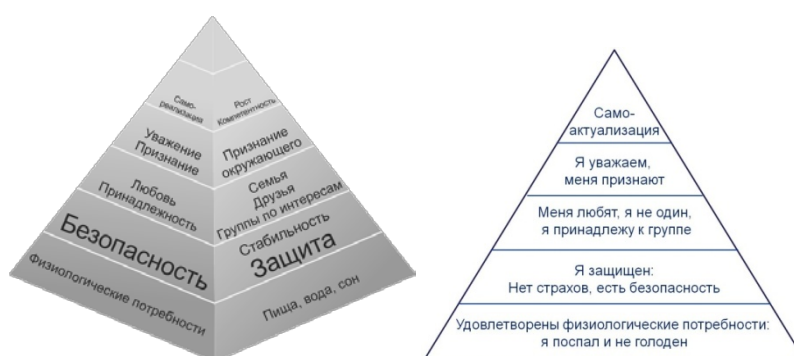 Само-
реализация
Рост
Компетентность
Уважение
Признание
Признание
окружающего
Любовь
Принадлежность
Семья
Друзья
Группы по интересам
Безопасность
Стабильность
Защита
Физиологические потребности
Пища, вода, сон
Само-
актуализация
Я уважаем,
меня признают
Меня любят, я не один,
я принадлежу к группе
Я защищен:
Нет страхов, есть безопасность
Удовлетворены физиологические потребности:
я поспал и не голоден